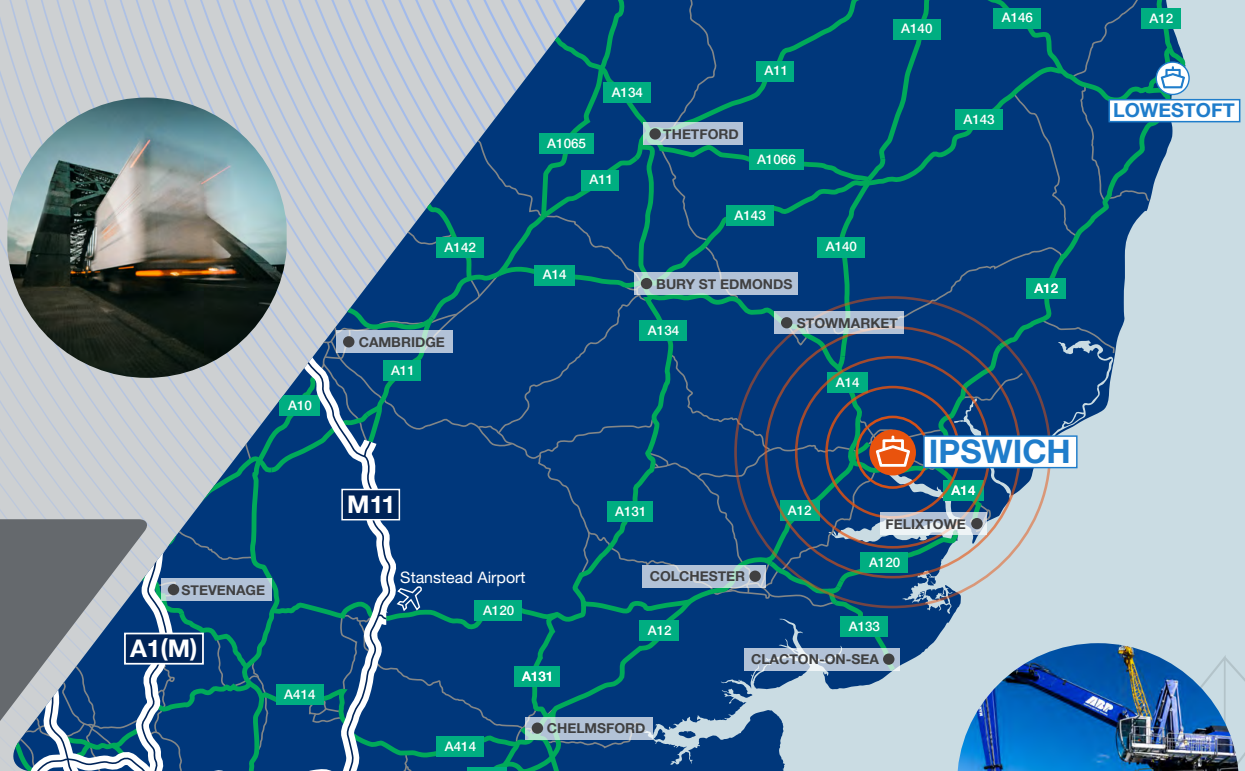 A146
A12
A140
A11
LOWESTOFT
A134
A143
THETFORD
A1065
A1066
A11
A143
A142
A140
A14
BURY ST EDMONDS
A12
STOWMARKET
A134
CAMBRIDGE
A11
A14
A10
IPSWICH
A14
M11
A12
A131
FELIXTOWE
A120
COLCHESTER
Stanstead Airport
STEVENAGE
A120
A133
A12
A1(M)
CLACTON-ON-SEA
A131
A414
CHELMSFORD
A414
ABP